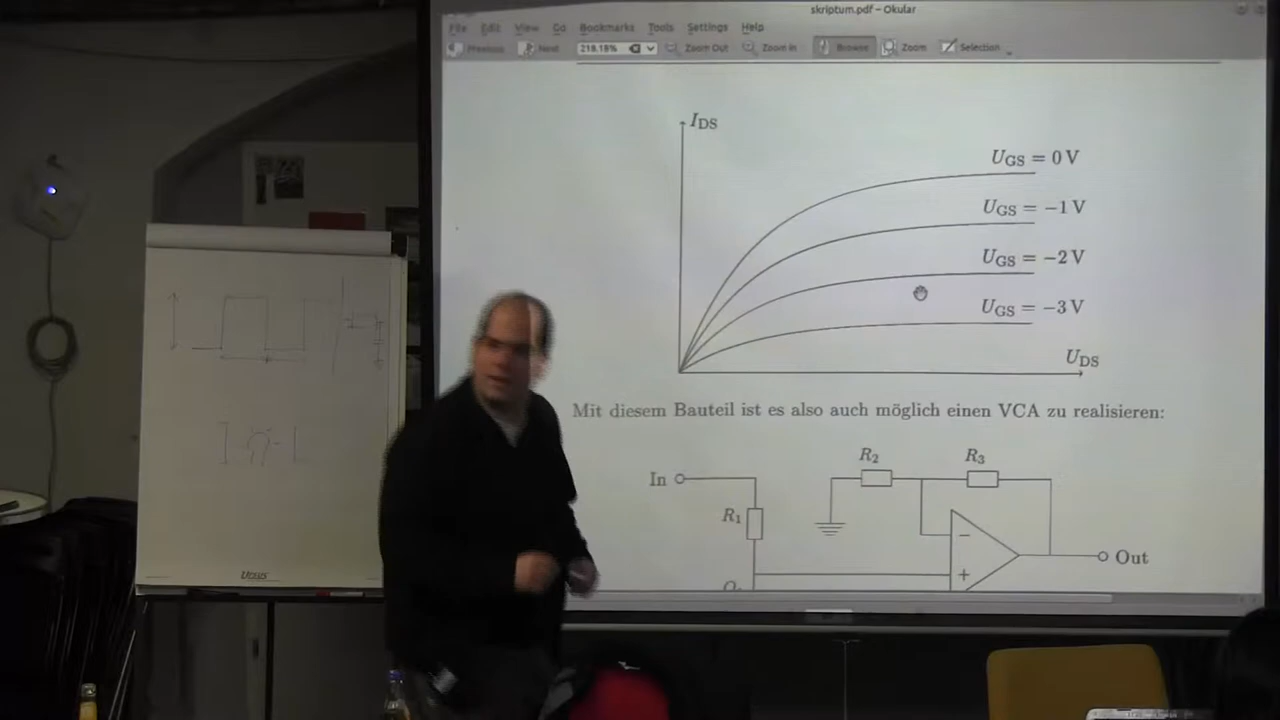 skriptum.pdf – Okular
File Edit View Go Bookmarks Tools Settings Help
Previous Next 218.18% Zoom Out Zoom In Browse Zoom Selection
I_DS
U_GS = 0 V
U_GS = −1 V
U_GS = −2 V
U_GS = −3 V
U_DS
Mit diesem Bauteil ist es also auch möglich einen VCA zu realisieren:
R_2 R_3
In
R_1
−
Out
+